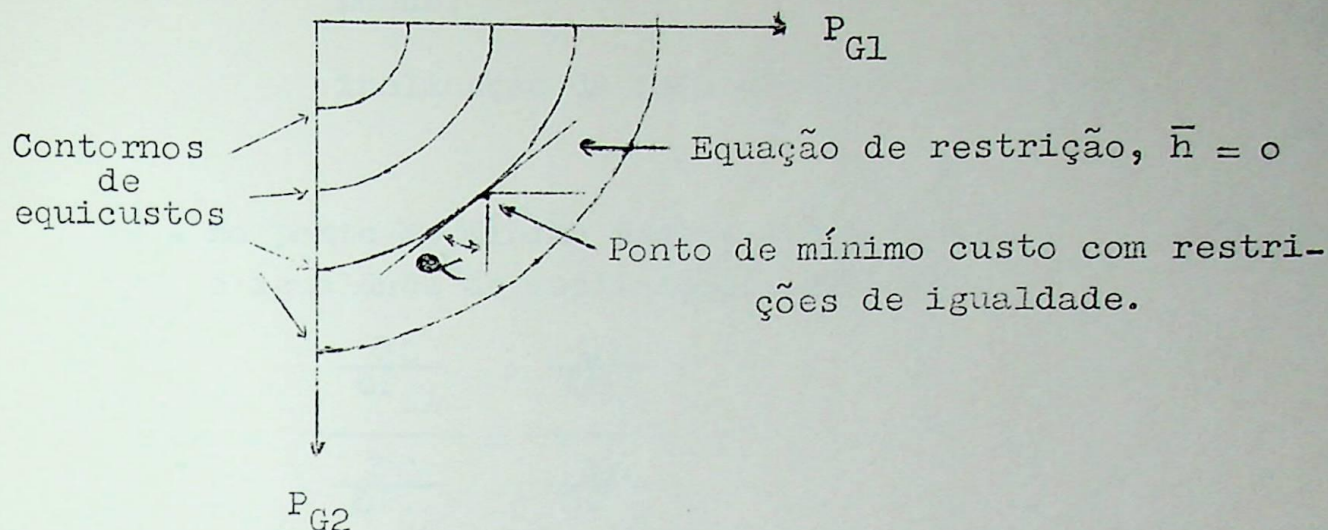 P_G1
Contornos
de
equicustos
Equação de restrição, h̅ = o
Ponto de mínimo custo com restri-
ções de igualdade.
P_G2